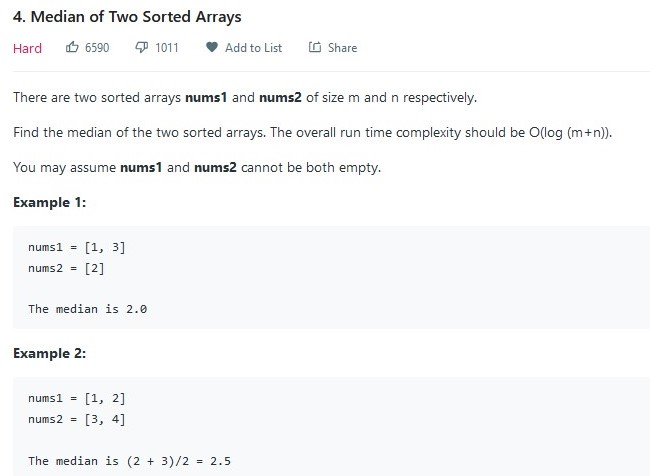 4. Median of Two Sorted Arrays
Hard 6590 1011 Add to List Share
There are two sorted arrays nums1 and nums2 of size m and n respectively.
Find the median of the two sorted arrays. The overall run time complexity should be O(log (m+n)).
You may assume nums1 and nums2 cannot be both empty.
Example 1:
nums1 = [1, 3]
nums2 = [2]
The median is 2.0
Example 2:
nums1 = [1, 2]
nums2 = [3, 4]
The median is (2 + 3)/2 = 2.5